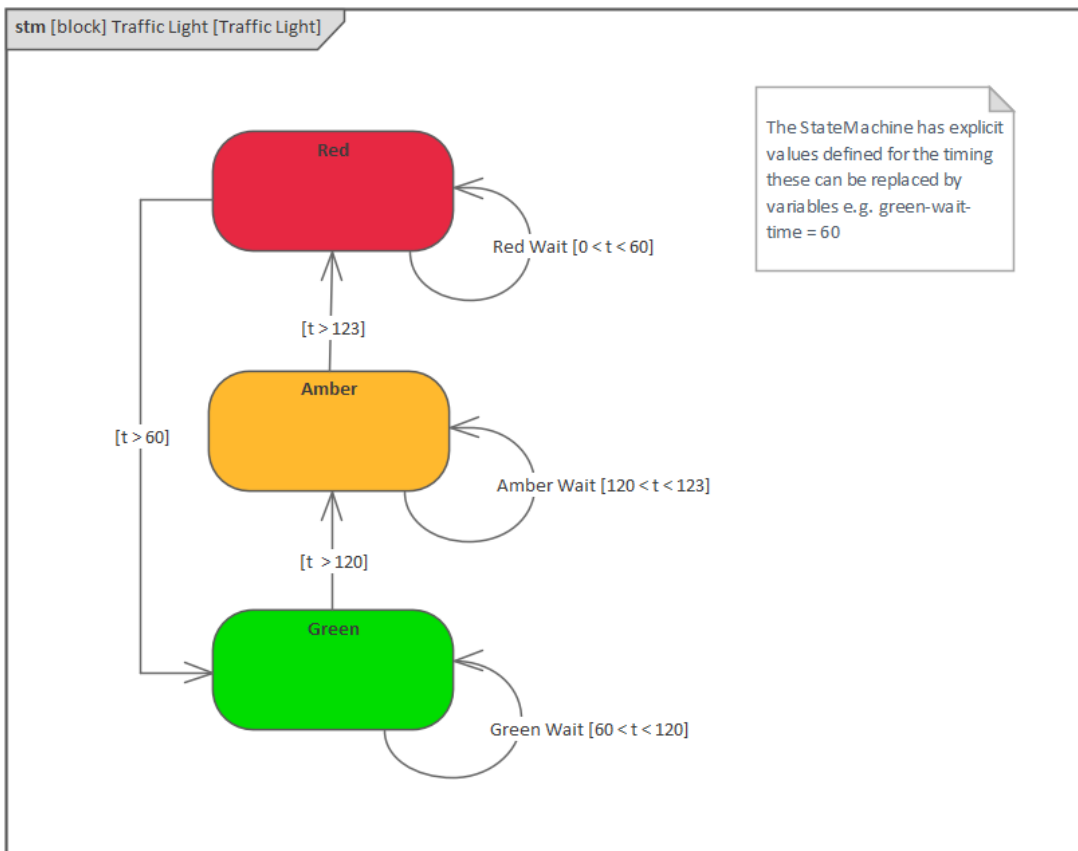 stm [block] Traffic Light [Traffic Light]
The StateMachine has explicit
values defined for the timing
these can be replaced by
variables e.g. green-wait-
time = 60
Red
Red Wait [0 < t < 60]
[t > 123]
Amber
[t > 60]
Amber Wait [120 < t < 123]
[t  > 120]
Green
Green Wait [60 < t < 120]